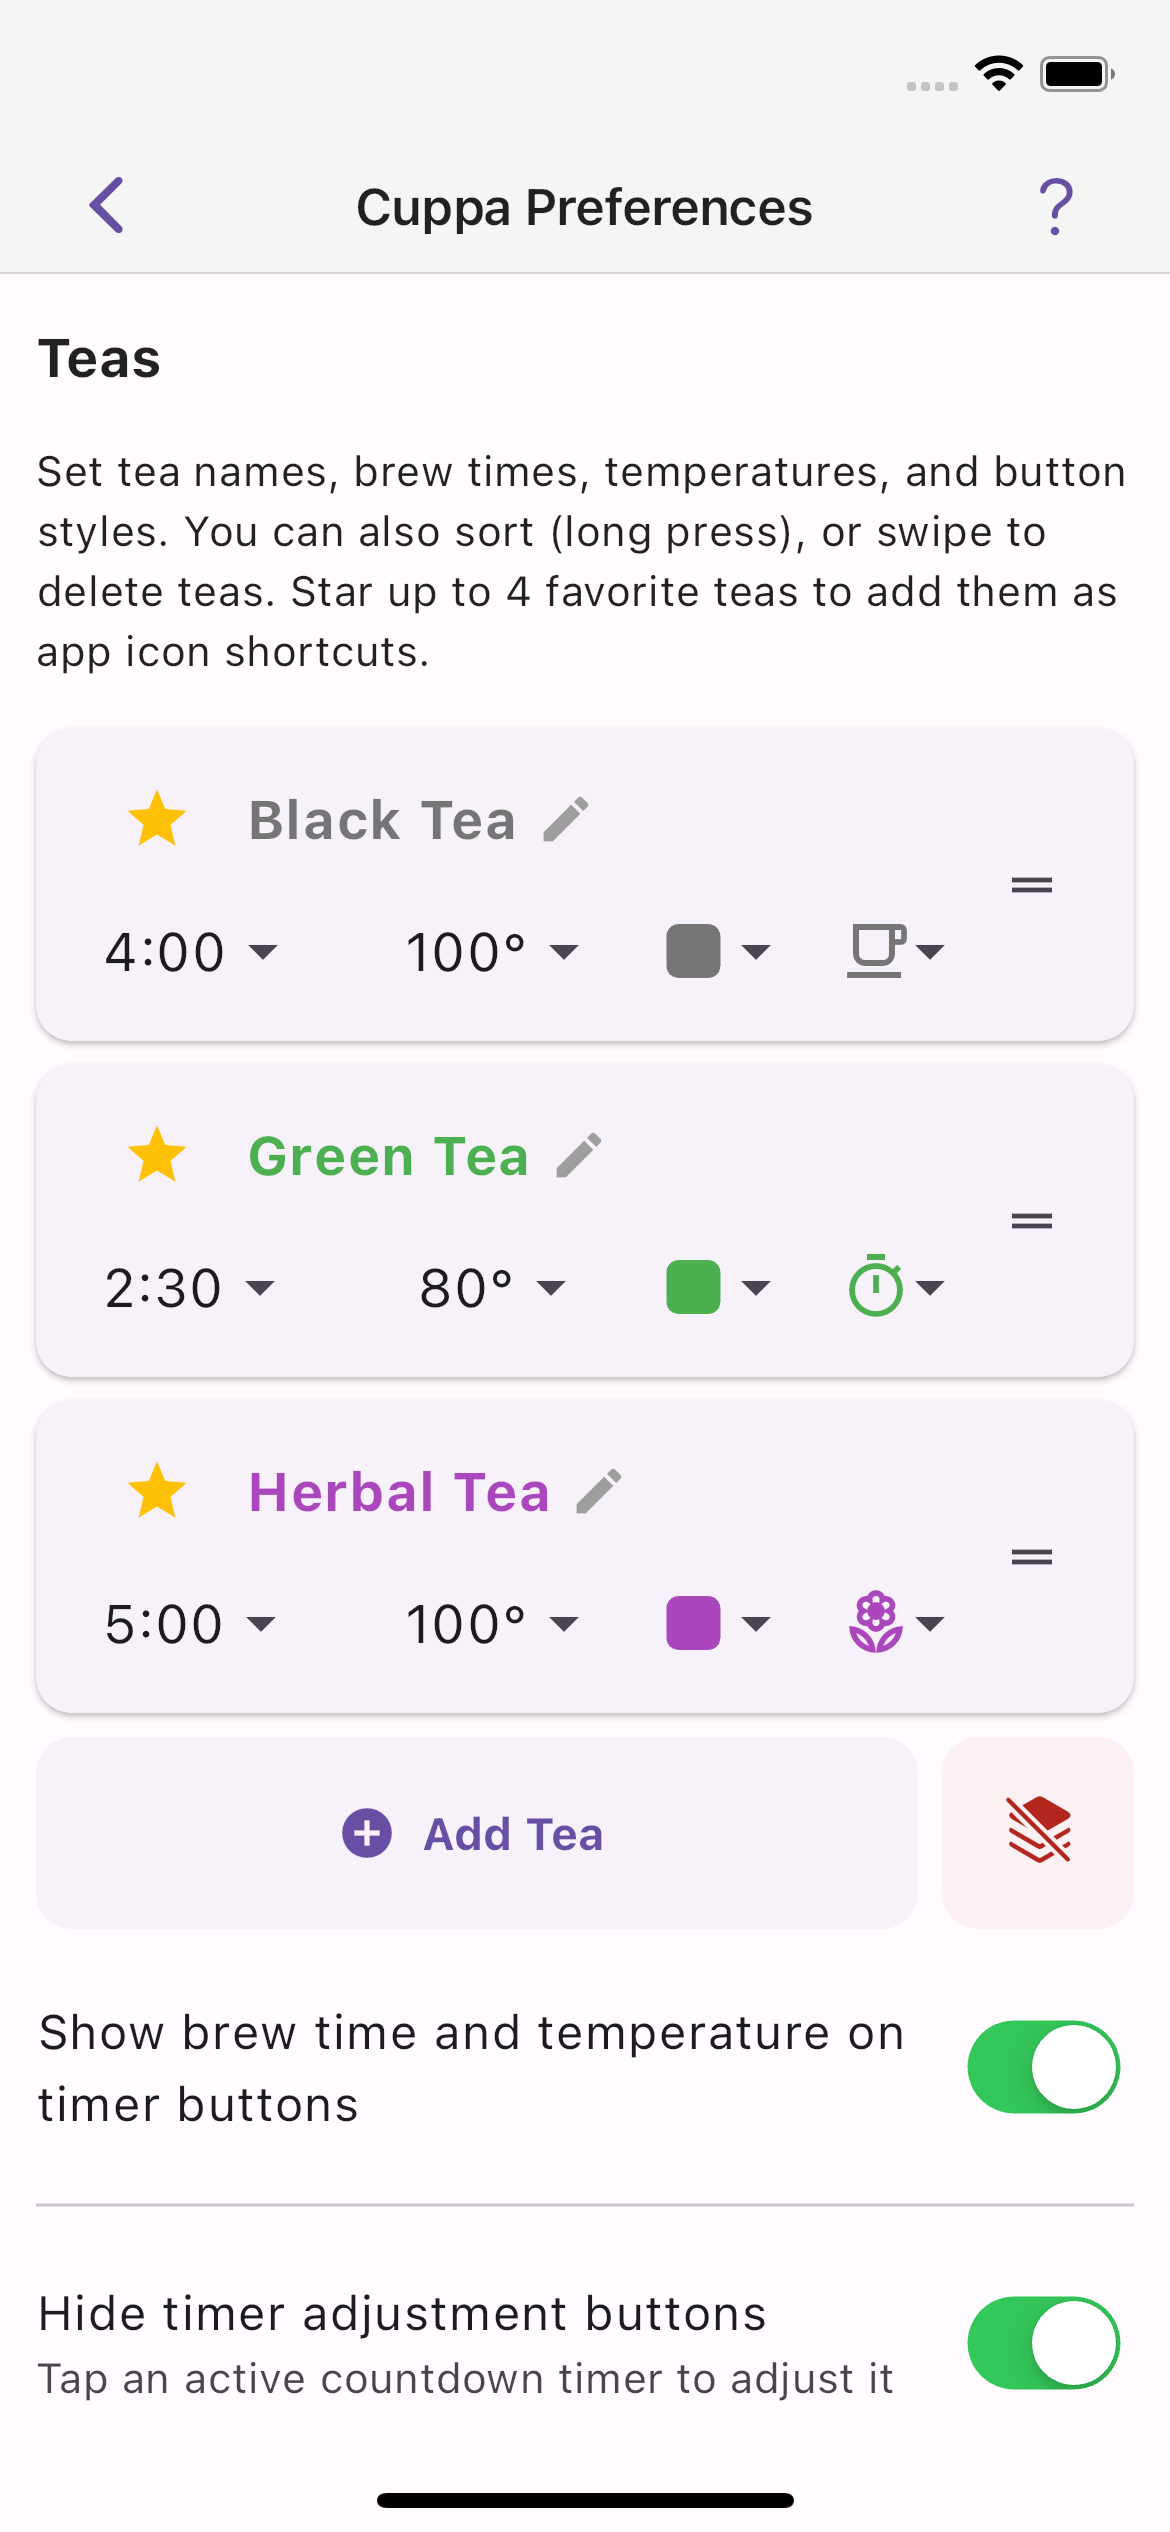 Cuppa Preferences
Teas
Set tea names, brew times, temperatures, and button
styles. You can also sort (long press), or swipe to
delete teas. Star up to 4 favorite teas to add them as
app icon shortcuts.
Black Tea
4:00 100°
Green Tea
2:30 80°
Herbal Tea
5:00 100°
Add Tea
Show brew time and temperature on
timer buttons
Hide timer adjustment buttons
Tap an active countdown timer to adjust it